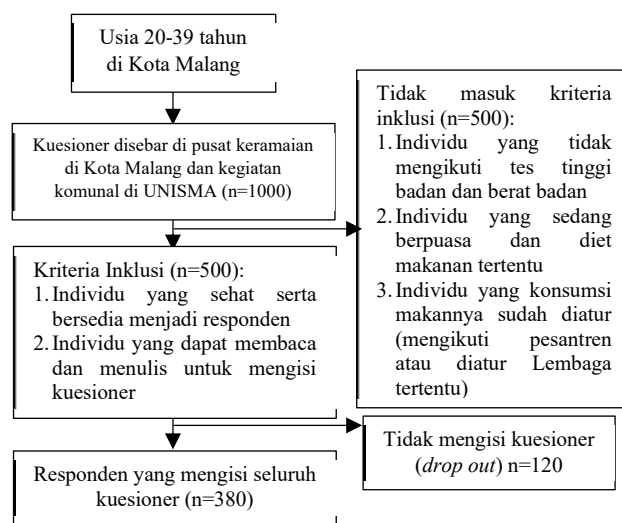 Usia 20-39 tahun
di Kota Malang
Kuesioner disebar di pusat keramaian
di Kota Malang dan kegiatan
komunal di UNISMA (n=1000)
Tidak masuk kriteria
inklusi (n=500):
1. Individu yang tidak
mengikuti tes tinggi
badan dan berat badan
2. Individu yang sedang
berpuasa dan diet
makanan tertentu
3. Individu yang konsumsi
makannya sudah diatur
(mengikuti pesantren
atau diatur Lembaga
tertentu)
Kriteria Inklusi (n=500):
1. Individu yang sehat serta
bersedia menjadi responden
2. Individu yang dapat membaca
dan menulis untuk mengisi
kuesioner
Tidak mengisi kuesioner
(drop out) n=120
Responden yang mengisi seluruh
kuesioner (n=380)